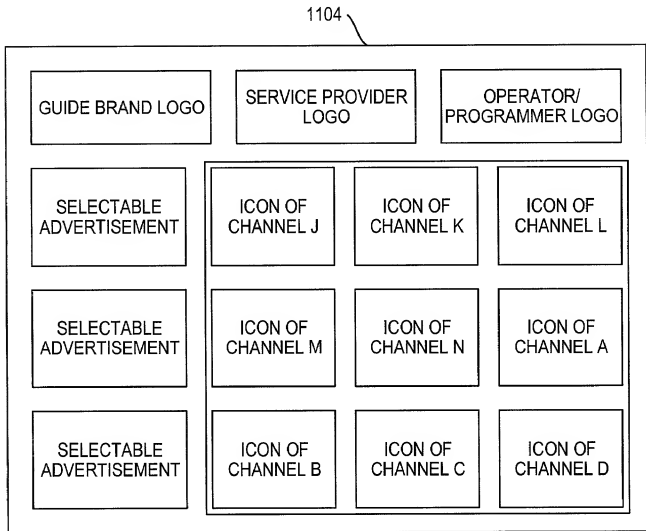 1104
GUIDE BRAND LOGO
SERVICE PROVIDER
LOGO
OPERATOR/
PROGRAMMER LOGO
SELECTABLE
ADVERTISEMENT
ICON OF
CHANNEL J
ICON OF
CHANNEL K
ICON OF
CHANNEL L
SELECTABLE
ADVERTISEMENT
ICON OF
CHANNEL M
ICON OF
CHANNEL N
ICON OF
CHANNEL A
SELECTABLE
ADVERTISEMENT
ICON OF
CHANNEL B
ICON OF
CHANNEL C
ICON OF
CHANNEL D